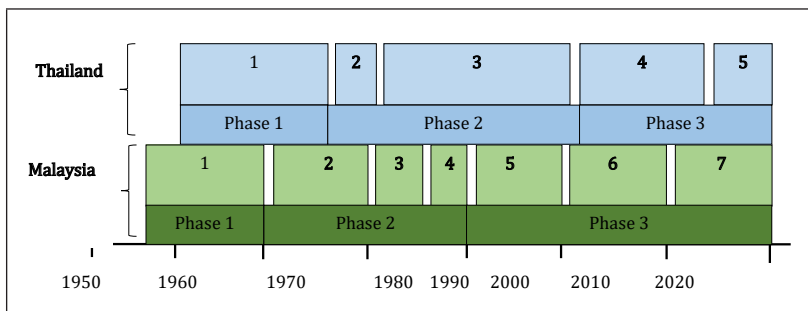 1 2 3 4 5
Thailand
Phase 1 Phase 2 Phase 3
1 2 3 4 5 6 7
Malaysia
Phase 1 Phase 2 Phase 3
1950 1960 1970 1980 1990 2000 2010 2020